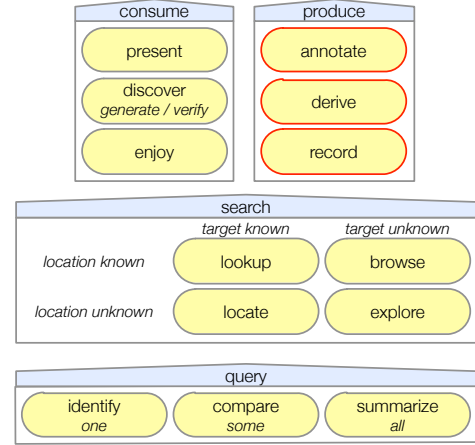 consume
present
discover
generate / verify
enjoy
produce
annotate
derive
record
search
target known target unknown
location known lookup browse
location unknown locate explore
query
identify compare summarize
one some all